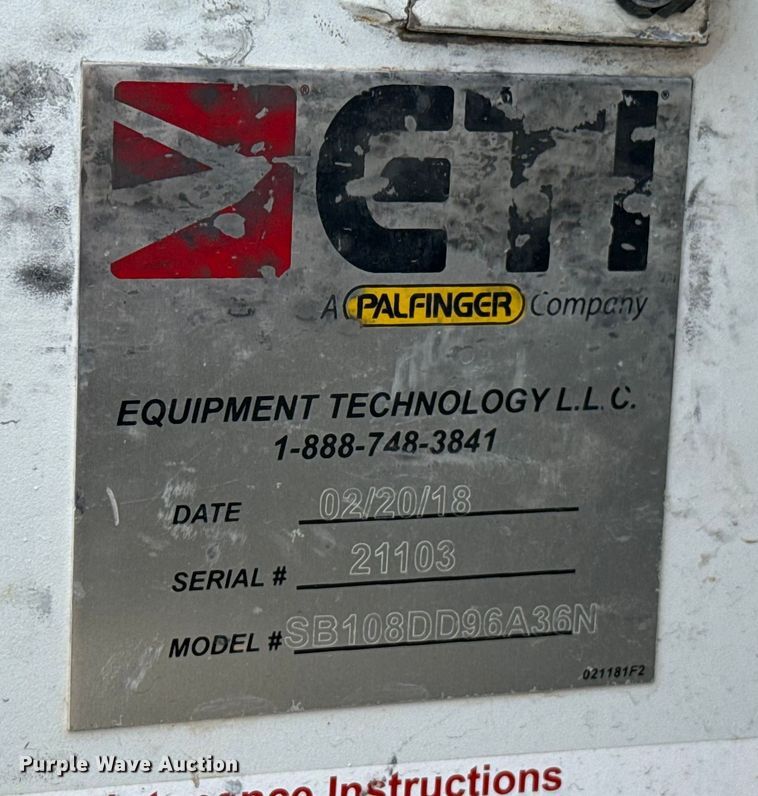 ETI
A PALFINGER Company
EQUIPMENT TECHNOLOGY L.L.C.
1-888-748-3841
DATE 02/20/18
SERIAL # 21103
MODEL # SB108DD96A36N
021181F2
Purple Wave Auction
Instructions